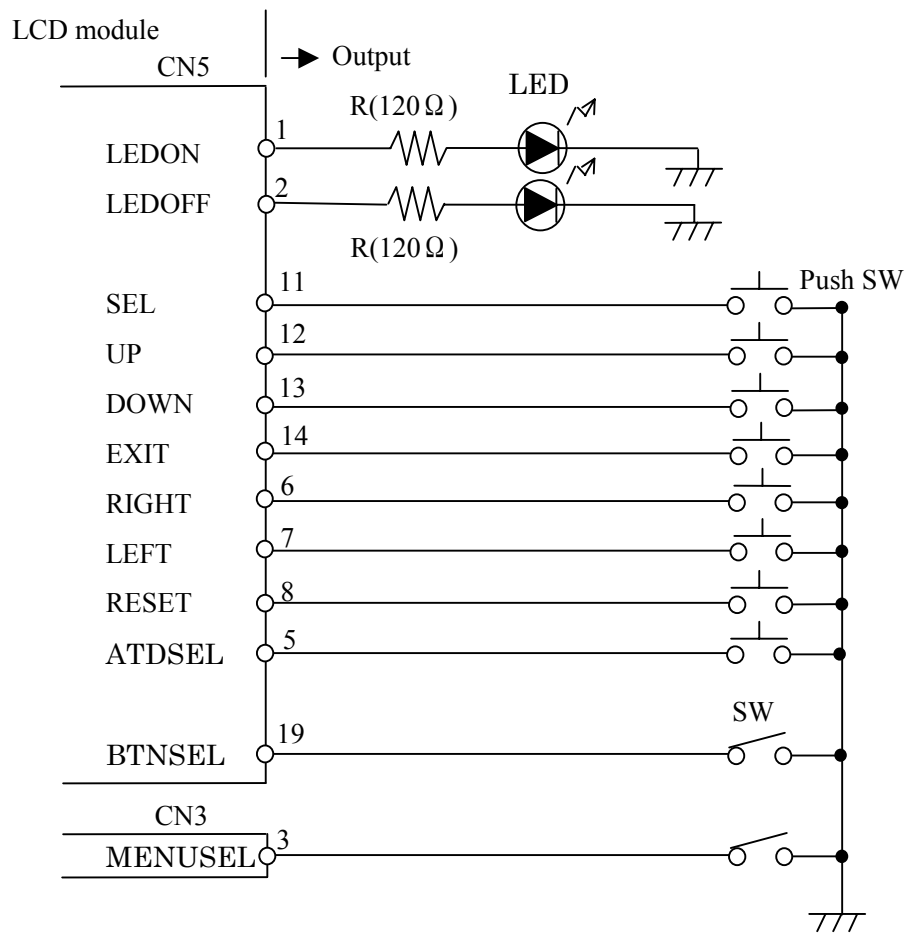 LCD module
CN5
Output
LED
R(120Ω)
1
LEDON
2
LEDOFF
R(120Ω)
11
Push SW
SEL
12
UP
13
DOWN
14
EXIT
6
RIGHT
7
LEFT
8
RESET
5
ATDSEL
SW
19
BTNSEL
CN3
3
MENUSEL